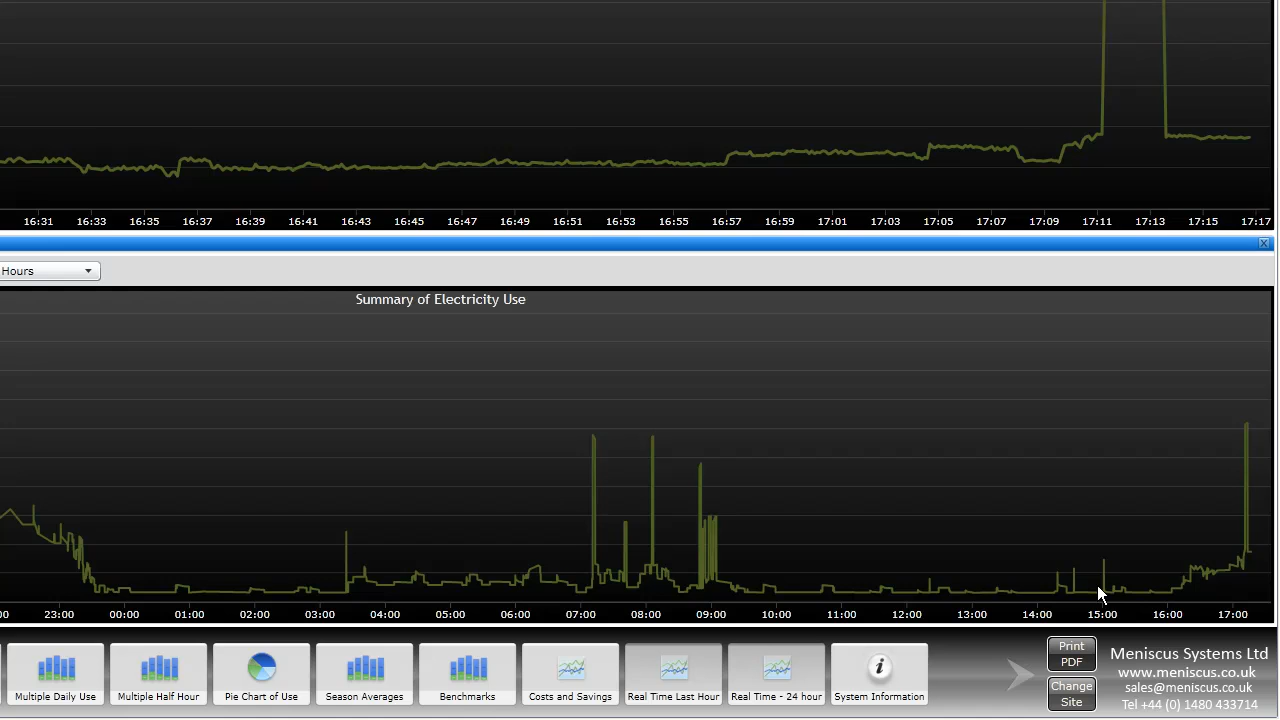 16:31 16:33 16:35 16:37 16:39 16:41 16:43 16:45 16:47 16:49 16:51 16:53 16:55 16:57 16:59 17:01 17:03 17:05 17:07 17:09 17:11 17:13 17:15 17:17
Hours
Summary of Electricity Use
00 23:00 00:00 01:00 02:00 03:00 04:00 05:00 06:00 07:00 08:00 09:00 10:00 11:00 12:00 13:00 14:00 15:00 16:00 17:00
Multiple Daily Use
Multiple Half Hour
Pie Chart of Use
Season Averages
Benchmarks
Costs and Savings
Real Time Last Hour
Real Time - 24 hour
System Information
Print
PDF
Change
Site
Meniscus Systems Ltd
www.meniscus.co.uk
sales@meniscus.co.uk
Tel +44 (0) 1480 433714